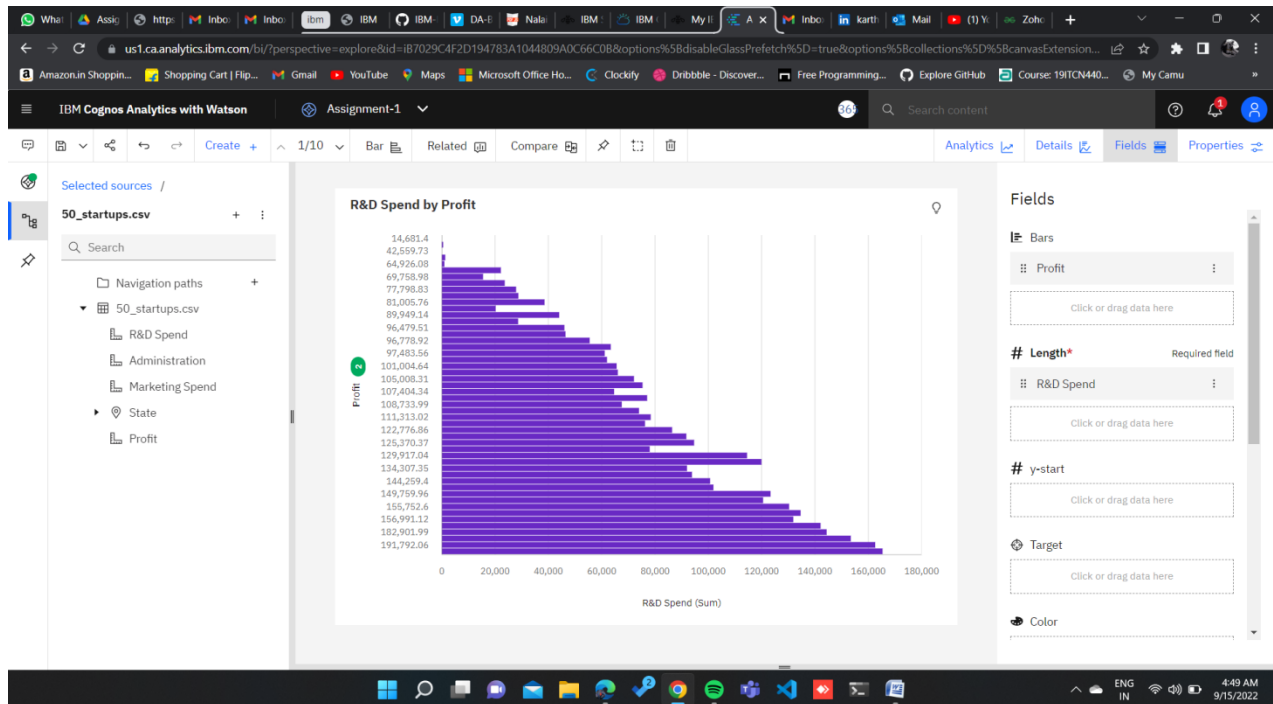 What Assig https Inbo Inbo ibm IBM IBM- DA-B Nalai IBM : IBM ( My II A Inbo karth Mail (1) Yo Zoho
us1.ca.analytics.ibm.com/bi/?perspective=explore&id=iB7029C4F2D194783A1044809A0C66C0B&options%5BdisableGlassPrefetch%5D=true&options%5Bcollections%5D%5BcanvasExtension...
Amazon.in Shoppin... Shopping Cart | Flip... Gmail YouTube Maps Microsoft Office Ho... Clockify Dribbble - Discover... Free Programming... Explore GitHub Course: 19ITCN440... My Camu »
IBM Cognos Analytics with Watson Assignment-1 Search content 1
Create + 1/10 Bar Related Compare Analytics Details Fields Properties
Selected sources /
50_startups.csv
Search
Navigation paths
50_startups.csv
R&D Spend
Administration
Marketing Spend
State
Profit
R&D Spend by Profit
14,681.4
42,559.73
64,926.08
69,758.98
77,798.83
81,005.76
89,949.14
96,479.51
96,778.92
97,483.56
101,004.64
105,008.31
107,404.34
108,733.99
111,313.02
122,776.86
125,370.37
129,917.04
134,307.35
144,259.4
149,759.96
155,752.6
156,991.12
182,901.99
191,792.06
Profit 2
0 20,000 40,000 60,000 80,000 100,000 120,000 140,000 160,000 180,000
R&D Spend (Sum)
Fields
Bars
Profit
Click or drag data here
# Length* Required field
R&D Spend
Click or drag data here
# y-start
Click or drag data here
Target
Click or drag data here
Color
2
ENG
IN
4:49 AM
9/15/2022